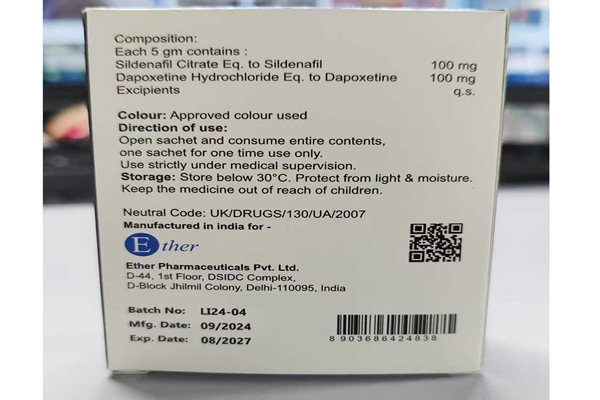 Composition:
Each 5 gm contains :
Sildenafil Citrate Eq. to Sildenafil 100 mg
Dapoxetine Hydrochloride Eq. to Dapoxetine 100 mg
Excipients q.s.
Colour: Approved colour used
Direction of use:
Open sachet and consume entire contents,
one sachet for one time use only.
Use strictly under medical supervision.
Storage: Store below 30°C. Protect from light & moisture.
Keep the medicine out of reach of children.
Neutral Code: UK/DRUGS/130/UA/2007
Manufactured in india for -
Ether
Ether Pharmaceuticals Pvt. Ltd.
D-44, 1st Floor, DSIDC Complex,
D-Block Jhilmil Colony, Delhi-110095, India
Batch No: LI24-04
Mfg. Date: 09/2024
Exp. Date: 08/2027
8903686424838